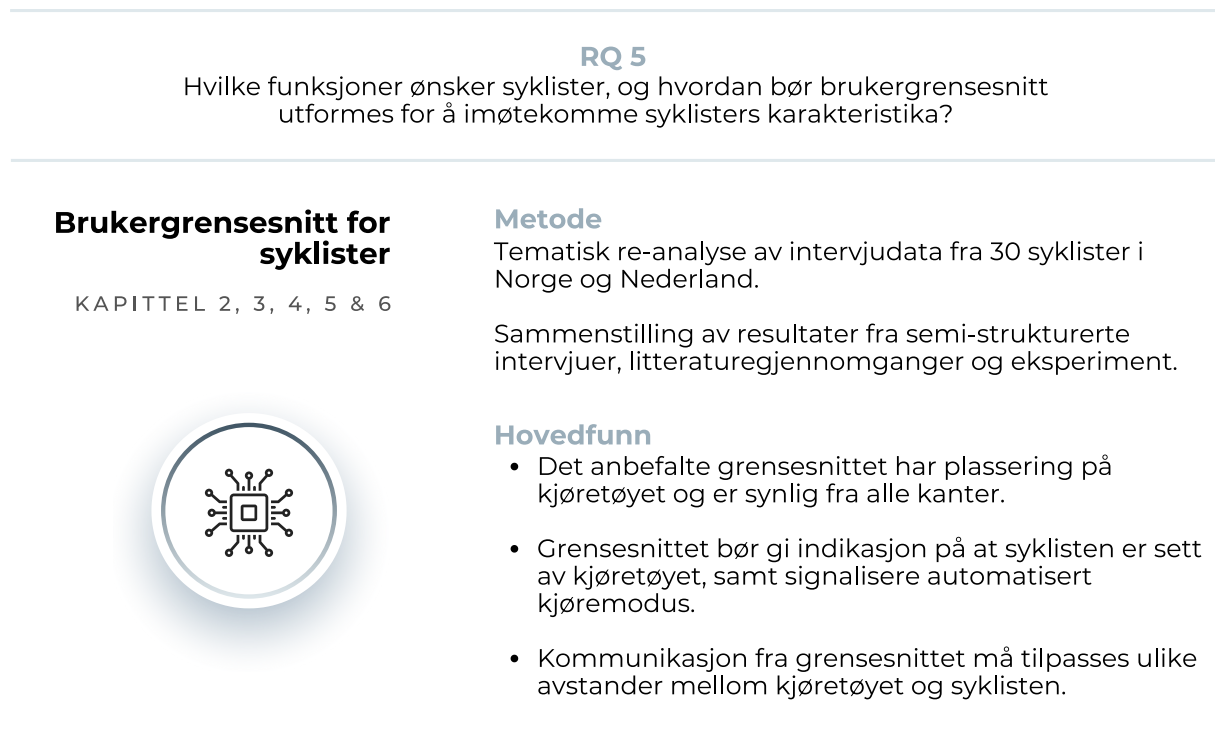 RQ 5
Hvilke funksjoner ønsker syklister, og hvordan bør brukergrensesnitt
utformes for å imøtekomme syklisters karakteristika?
Brukergrensesnitt for
syklister
KAPITTEL 2, 3, 4, 5 & 6
Metode
Tematisk re-analyse av intervjudata fra 30 syklister i
Norge og Nederland.
Sammenstilling av resultater fra semi-strukturerte
intervjuer, litteraturegjennomganger og eksperiment.
Hovedfunn
• Det anbefalte grensesnittet har plassering på
kjøretøyet og er synlig fra alle kanter.
• Grensesnittet bør gi indikasjon på at syklisten er sett
av kjøretøyet, samt signalisere automatisert
kjøremodus.
• Kommunikasjon fra grensesnittet må tilpasses ulike
avstander mellom kjøretøyet og syklisten.